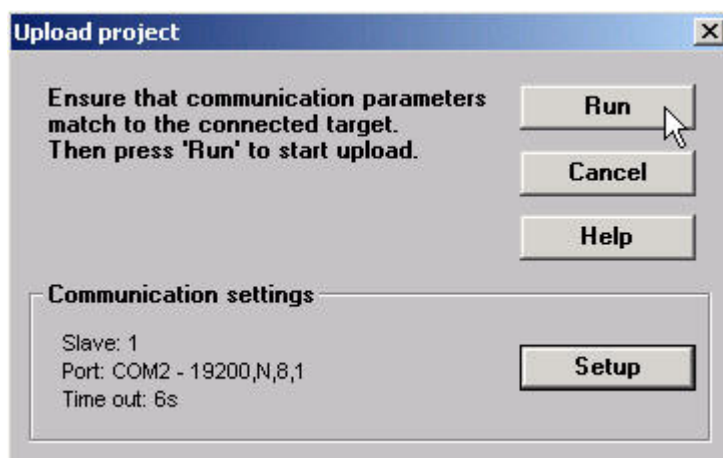 Upload project
Ensure that communication parameters
match to the connected target.
Then press 'Run' to start upload.
Run
Cancel
Help
Communication settings
Slave: 1
Port: COM2 - 19200,N,8,1
Time out: 6s
Setup